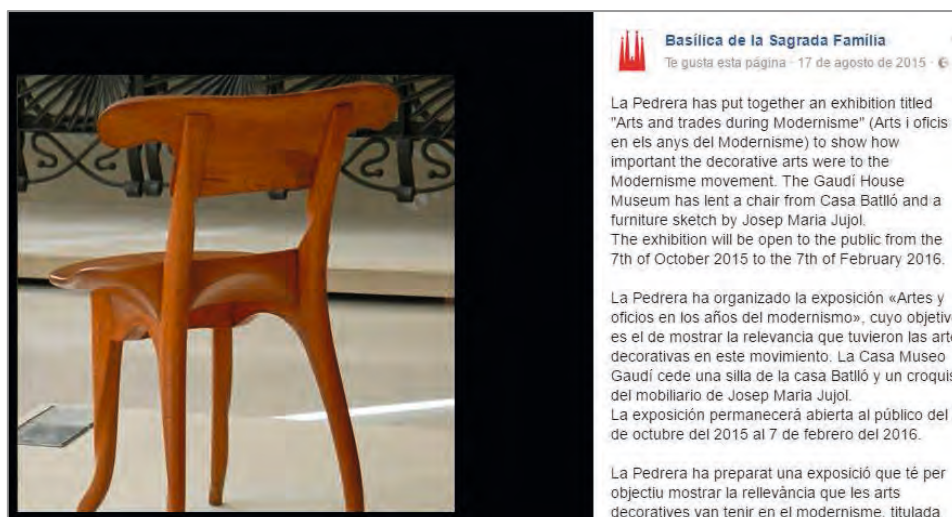 Basílica de la Sagrada Família
Te gusta esta página · 17 de agosto de 2015 ·
La Pedrera has put together an exhibition titled
"Arts and trades during Modernisme" (Arts i oficis
en els anys del Modernisme) to show how
important the decorative arts were to the
Modernisme movement. The Gaudí House
Museum has lent a chair from Casa Batlló and a
furniture sketch by Josep Maria Jujol.
The exhibition will be open to the public from the
7th of October 2015 to the 7th of February 2016.
La Pedrera ha organizado la exposición «Artes y
oficios en los años del modernismo», cuyo objetiv
es el de mostrar la relevancia que tuvieron las art
decorativas en este movimiento. La Casa Museo
Gaudí cede una silla de la casa Batlló y un croquis
del mobiliario de Josep Maria Jujol.
La exposición permanecerá abierta al público del
de octubre del 2015 al 7 de febrero del 2016.
La Pedrera ha preparat una exposició que té per
objectiu mostrar la rellevància que les arts
decoratives van tenir en el modernisme, titulada